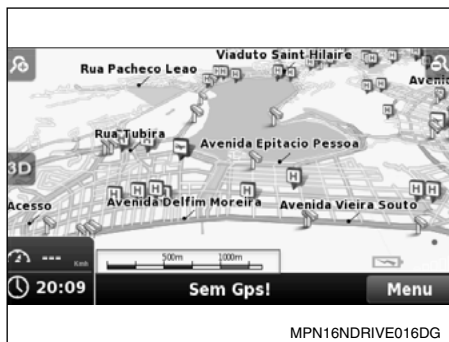 Viaduto Saint Hilaire
Rua Pacheco Leao
Avenid
Rua Tubira
Avenida Epitacio Pessoa
3D
H
Acesso
Avenida Delfim Moreira
Avenida Vieira Souto
--- Kmh
500m 1000m
20:09
Sem Gps!
Menu
MPN16NDRIVE016DG